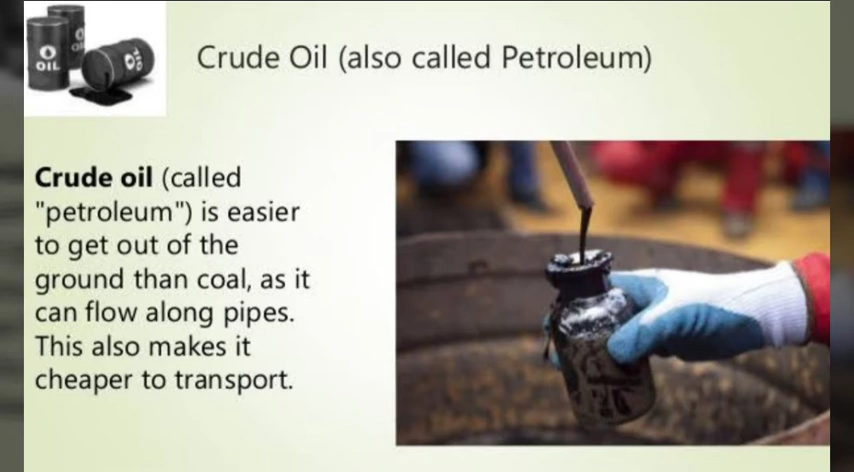 OIL
OIL
OIL
Crude Oil (also called Petroleum)
Crude oil (called
"petroleum") is easier
to get out of the
ground than coal, as it
can flow along pipes.
This also makes it
cheaper to transport.